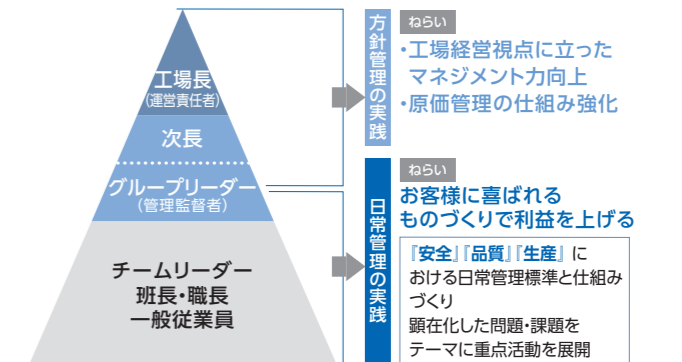 工場長
（運営責任者）
次長
グループリーダー
（管理監督者）
チームリーダー
班長・職長
一般従業員
方針管理の実践
ねらい
・工場経営視点に立った
マネジメント力向上
・原価管理の仕組み強化
日常管理の実践
ねらい
お客様に喜ばれる
ものづくりで利益を上げる
『安全』『品質』『生産』に
おける日常管理標準と仕組み
づくり
顕在化した問題・課題を
テーマに重点活動を展開